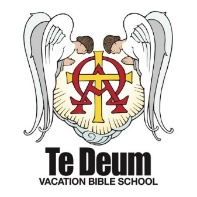 Te Deum
VACATION BIBLE SCHOOL